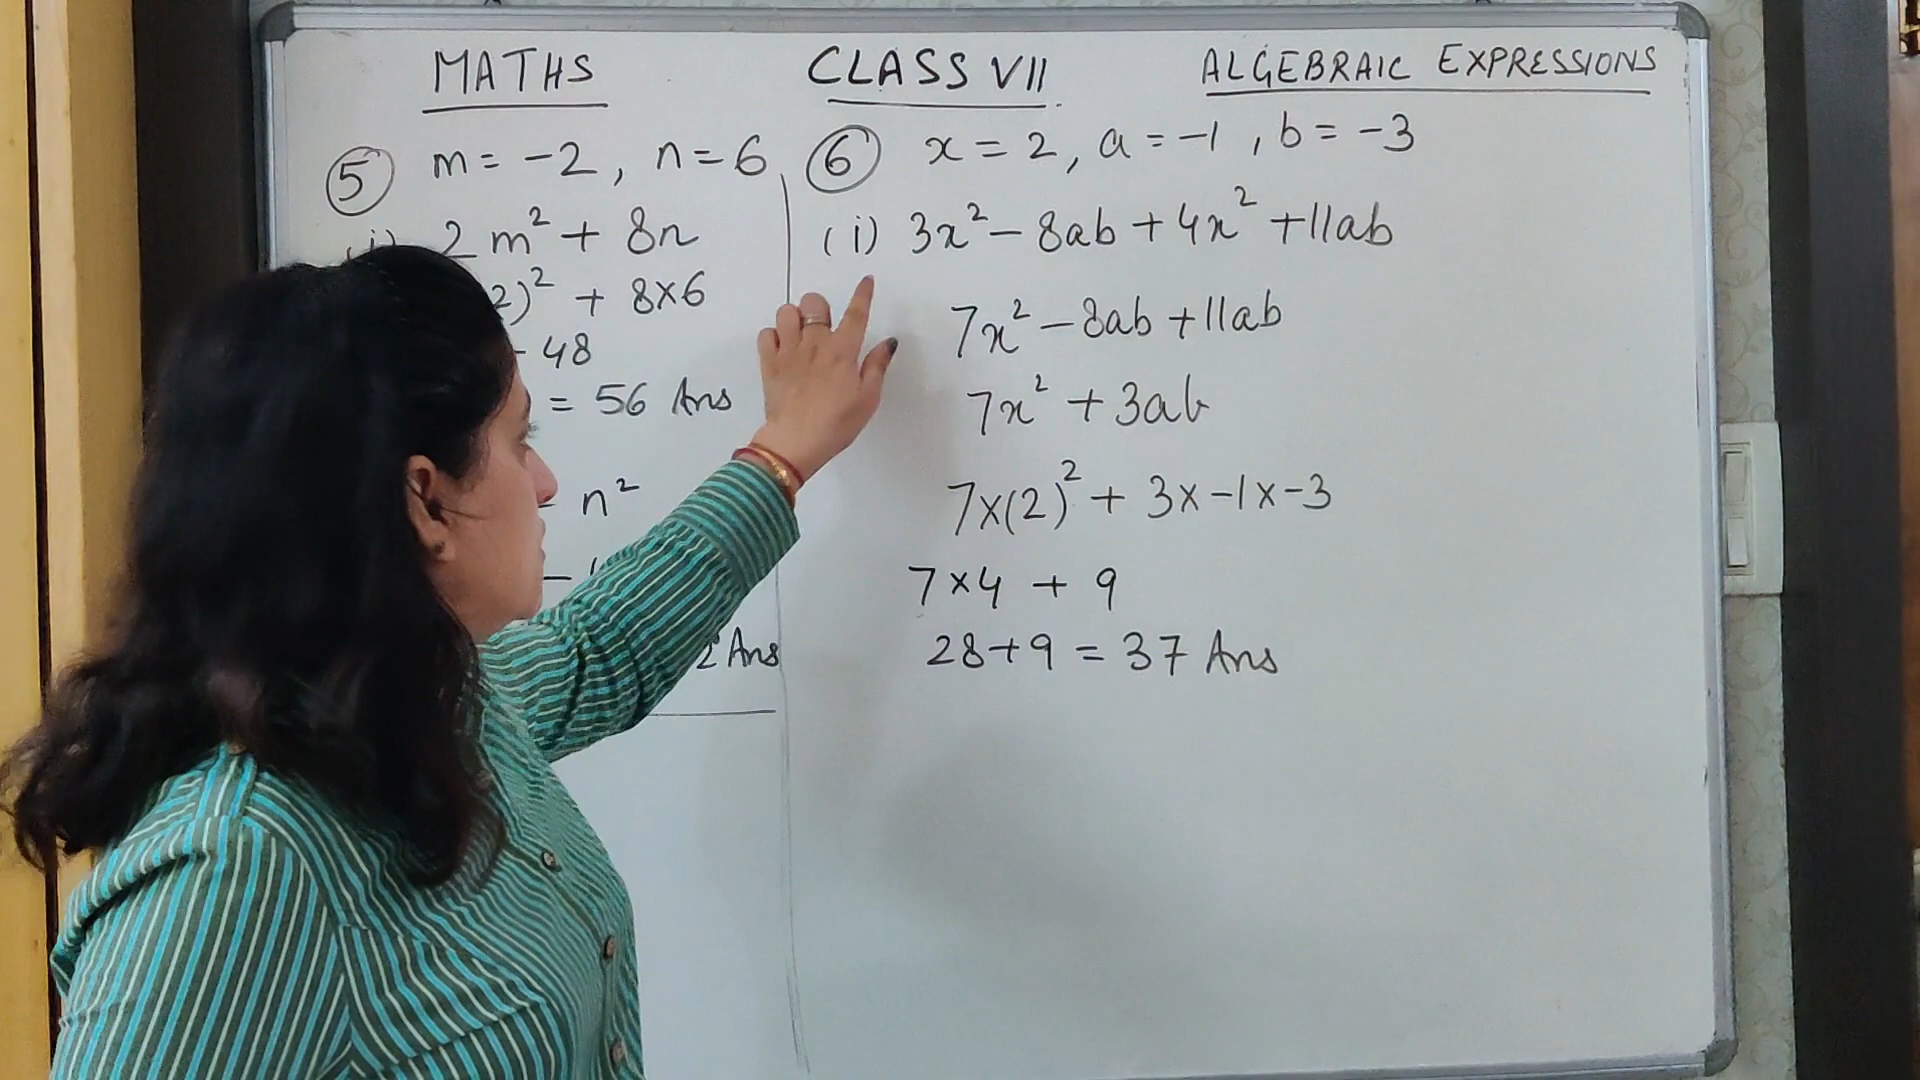 MATHS CLASS VII ALGEBRAIC EXPRESSIONS
⑤ m = -2, n = 6
(i) 2m² + 8n
2)² + 8×6
- 48
= 56 Ans
n²
-
2 Ans
⑥ x = 2, a = -1, b = -3
(i) 3x² - 8ab + 4x² + 11ab
7x² - 8ab + 11ab
7x² + 3ab
7×(2)² + 3×-1×-3
7×4 + 9
28+9 = 37 Ans